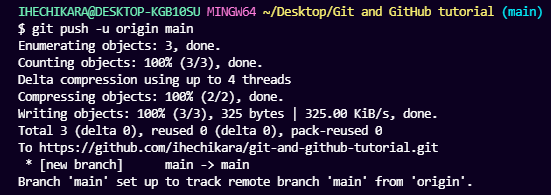 IHECHIKARA@DESKTOP-KGB10SU MINGW64 ~/Desktop/Git and GitHub tutorial (main)
$ git push -u origin main
Enumerating objects: 3, done.
Counting objects: 100% (3/3), done.
Delta compression using up to 4 threads
Compressing objects: 100% (2/2), done.
Writing objects: 100% (3/3), 325 bytes | 325.00 KiB/s, done.
Total 3 (delta 0), reused 0 (delta 0), pack-reused 0
To https://github.com/ihechikara/git-and-github-tutorial.git
 * [new branch]      main -> main
Branch 'main' set up to track remote branch 'main' from 'origin'.